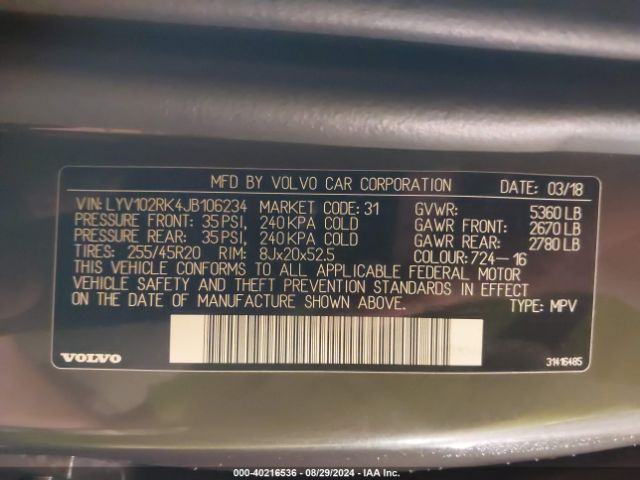 MFD BY VOLVO CAR CORPORATION DATE: 03/18
VIN: LYV102RK4JB106234 MARKET CODE: 31 GVWR: 5360 LB
PRESSURE FRONT: 35 PSI, 240 KPA COLD GAWR FRONT: 2670 LB
PRESSURE REAR: 35 PSI, 240 KPA COLD GAWR REAR: 2780 LB
TIRES: 255/45R20 RIM: 8Jx20x52.5 COLOUR: 724-16
THIS VEHICLE CONFORMS TO ALL APPLICABLE FEDERAL MOTOR
VEHICLE SAFETY AND THEFT PREVENTION STANDARDS IN EFFECT
ON THE DATE OF MANUFACTURE SHOWN ABOVE. TYPE: MPV
VOLVO 31416485
000-40216536 - 08/29/2024 - IAA Inc.